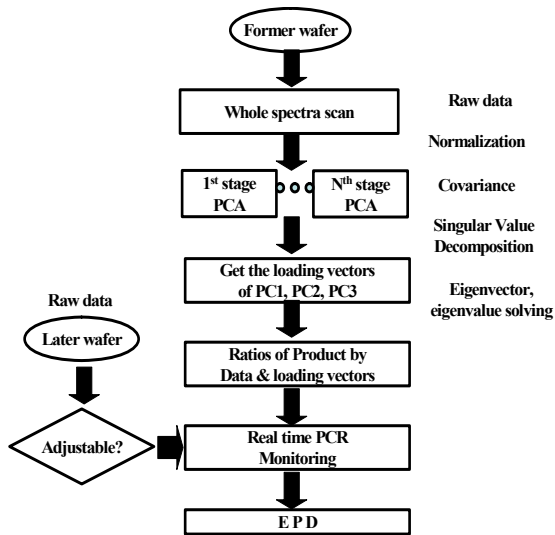 Former wafer
Whole spectra scan
Raw data
Normalization
1st stage
PCA
Nth stage
PCA
Covariance
Singular Value
Decomposition
Get the loading vectors
of PC1, PC2, PC3
Eigenvector,
eigenvalue solving
Raw data
Later wafer
Ratios of Product by
Data & loading vectors
Adjustable?
Real time PCR
Monitoring
E P D